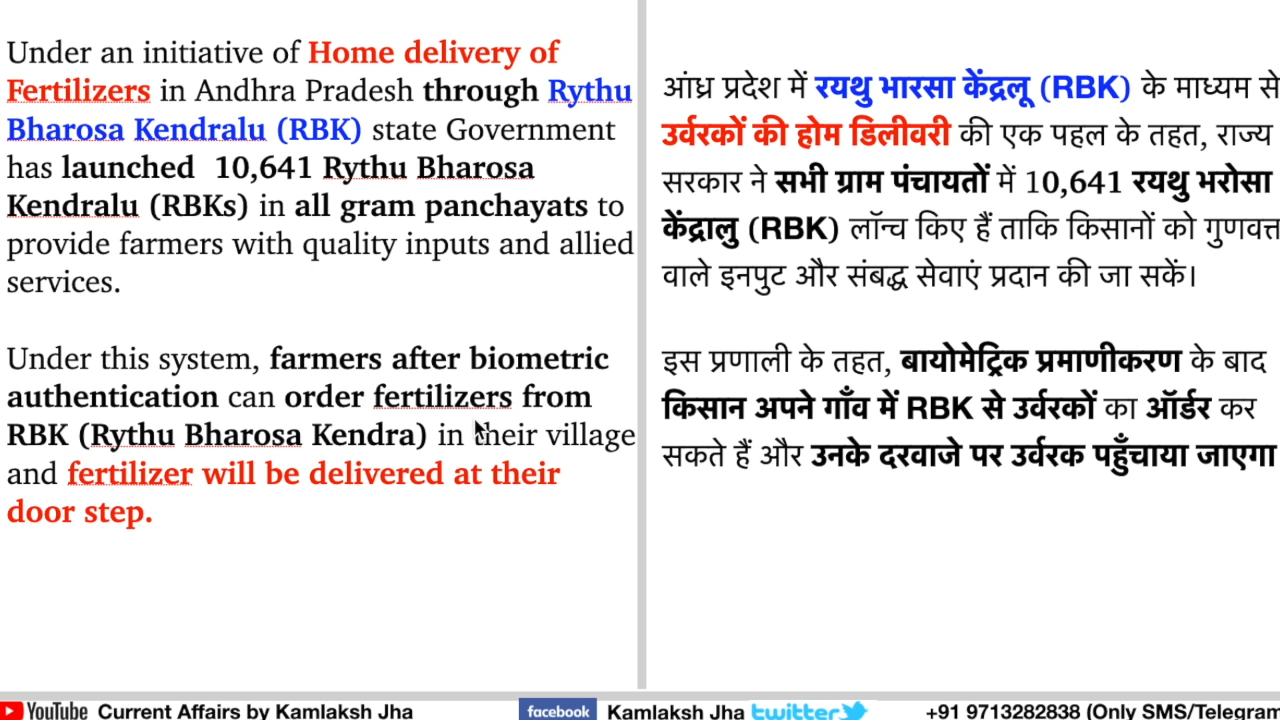 Under an initiative of Home delivery of
Fertilizers in Andhra Pradesh through Rythu
Bharosa Kendralu (RBK) state Government
has launched 10,641 Rythu Bharosa
Kendralu (RBKs) in all gram panchayats to
provide farmers with quality inputs and allied
services.
Under this system, farmers after biometric
authentication can order fertilizers from
RBK (Rythu Bharosa Kendra) in their village
and fertilizer will be delivered at their
door step.
आंध्र प्रदेश में रयथु भारसा केंद्रलू (RBK) के माध्यम से
उर्वरकों की होम डिलीवरी की एक पहल के तहत, राज्य
सरकार ने सभी ग्राम पंचायतों में 10,641 रयथु भरोसा
केंद्रालु (RBK) लॉन्च किए हैं ताकि किसानों को गुणवत्त
वाले इनपुट और संबद्ध सेवाएं प्रदान की जा सकें।
इस प्रणाली के तहत, बायोमेट्रिक प्रमाणीकरण के बाद
किसान अपने गाँव में RBK से उर्वरकों का ऑर्डर कर
सकते हैं और उनके दरवाजे पर उर्वरक पहुँचाया जाएगा
YouTube Current Affairs by Kamlaksh Jha facebook Kamlaksh Jha twitter +91 9713282838 (Only SMS/Telegram